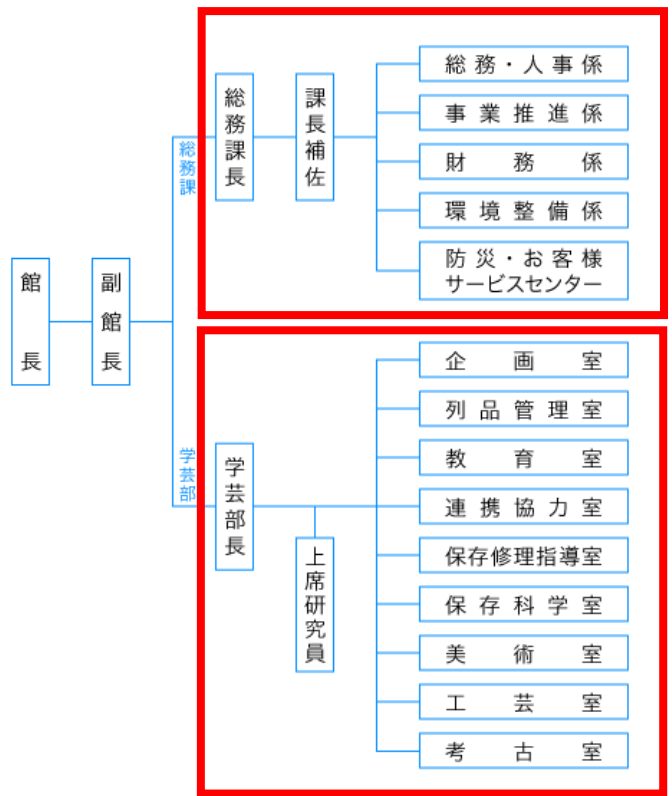 館長
副館長
総務課
総務課長
課長補佐
総務・人事係
事業推進係
財務係
環境整備係
防災・お客様
サービスセンター
学芸部
学芸部長
上席研究員
企画室
列品管理室
教育室
連携協力室
保存修理指導室
保存科学室
美術室
工芸室
考古室